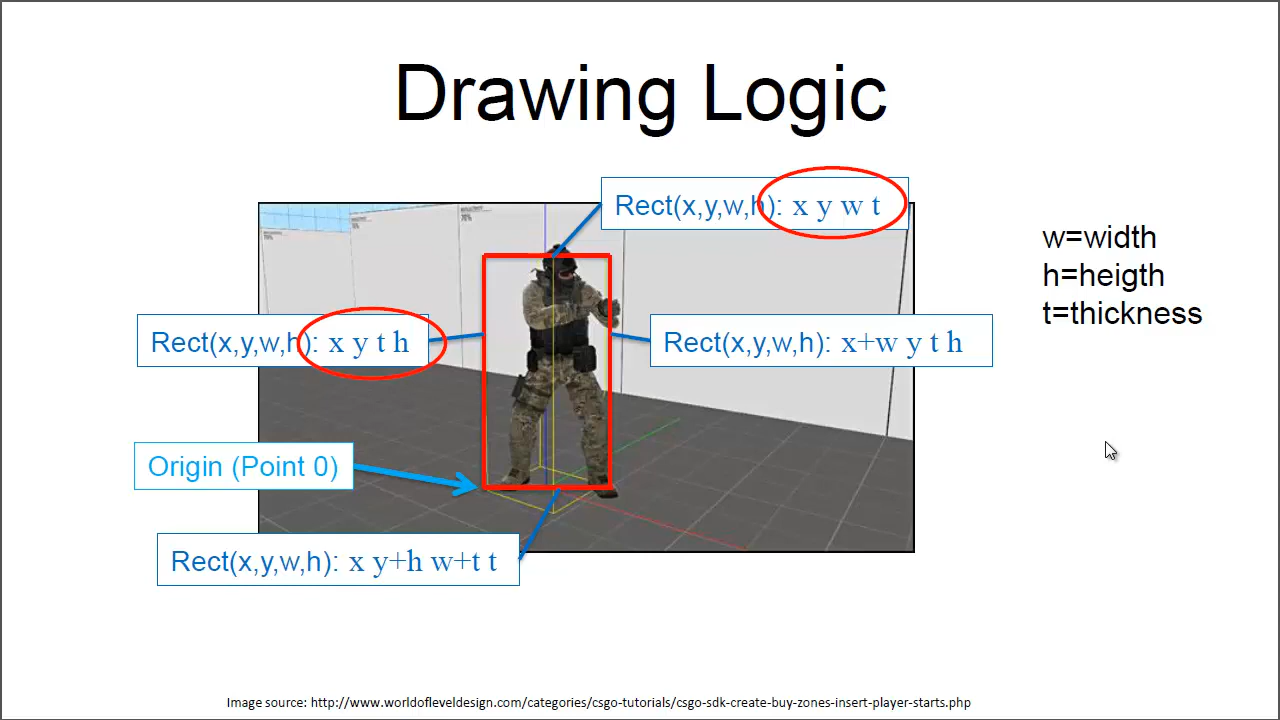 Drawing Logic
Rect(x,y,w,h): x y w t
w=width
h=heigth
t=thickness
Rect(x,y,w,h): x y t h
Rect(x,y,w,h): x+w y t h
Origin (Point 0)
Rect(x,y,w,h): x y+h w+t t
Image source: http://www.worldofleveldesign.com/categories/csgo-tutorials/csgo-sdk-create-buy-zones-insert-player-starts.php